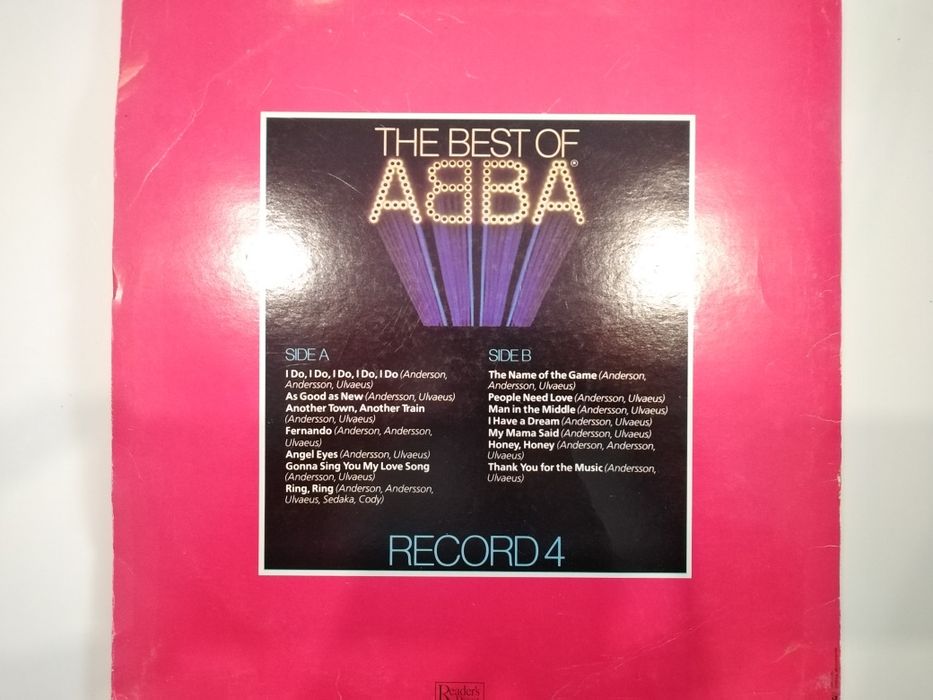 THE BEST OF
ABBA®
SIDE A
I Do, I Do, I Do, I Do, I Do (Anderson,
Andersson, Ulvaeus)
As Good as New (Andersson, Ulvaeus)
Another Town, Another Train
(Andersson, Ulvaeus)
Fernando (Anderson, Andersson,
Ulvaeus)
Angel Eyes (Andersson, Ulvaeus)
Gonna Sing You My Love Song
(Andersson, Ulvaeus)
Ring, Ring (Anderson, Andersson,
Ulvaeus, Sedaka, Cody)
SIDE B
The Name of the Game (Anderson,
Andersson, Ulvaeus)
People Need Love (Andersson, Ulvaeus)
Man in the Middle (Andersson, Ulvaeus)
I Have a Dream (Andersson, Ulvaeus)
My Mama Said (Andersson, Ulvaeus)
Honey, Honey (Anderson, Andersson,
Ulvaeus)
Thank You for the Music (Andersson,
Ulvaeus)
RECORD 4
Reader's